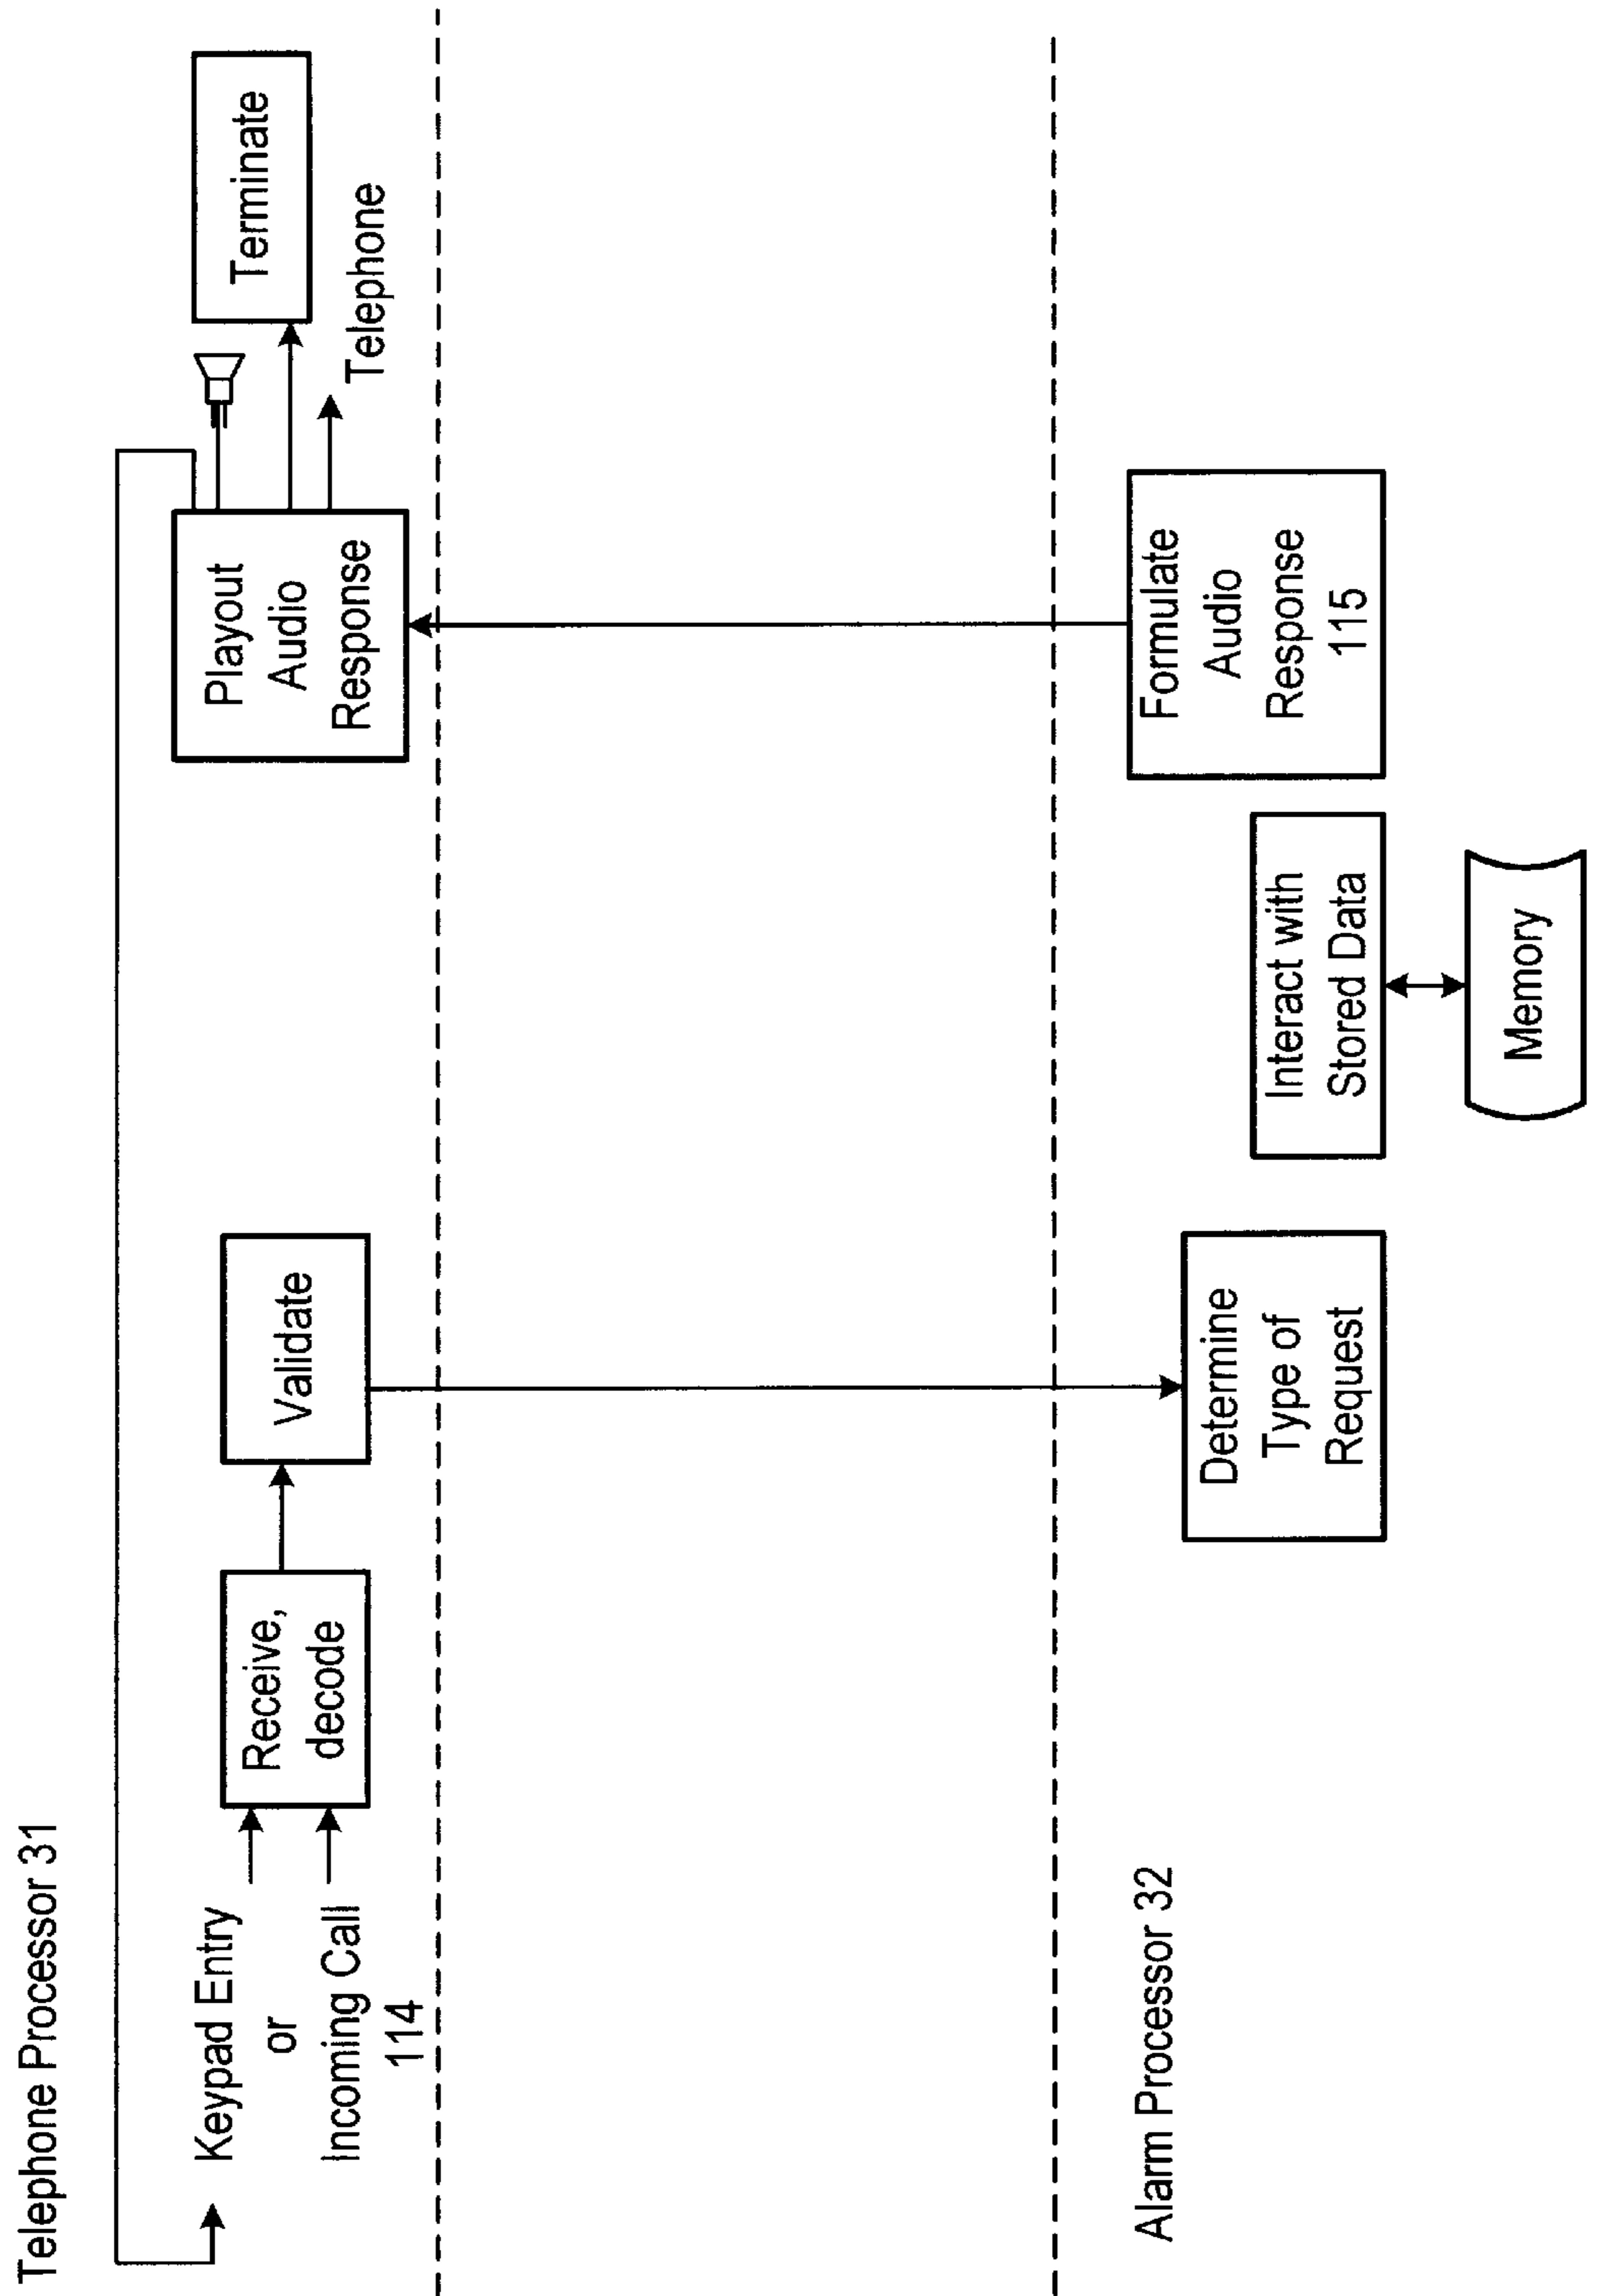 Telephone Processor 31
Keypad Entry
or
Incoming Call
114
Receive,
decode
Validate
Playout
Audio
Response
Terminate
Telephone
Alarm Processor 32
Determine
Type of
Request
Interact with
Stored Data
Memory
Formulate
Audio
Response
115